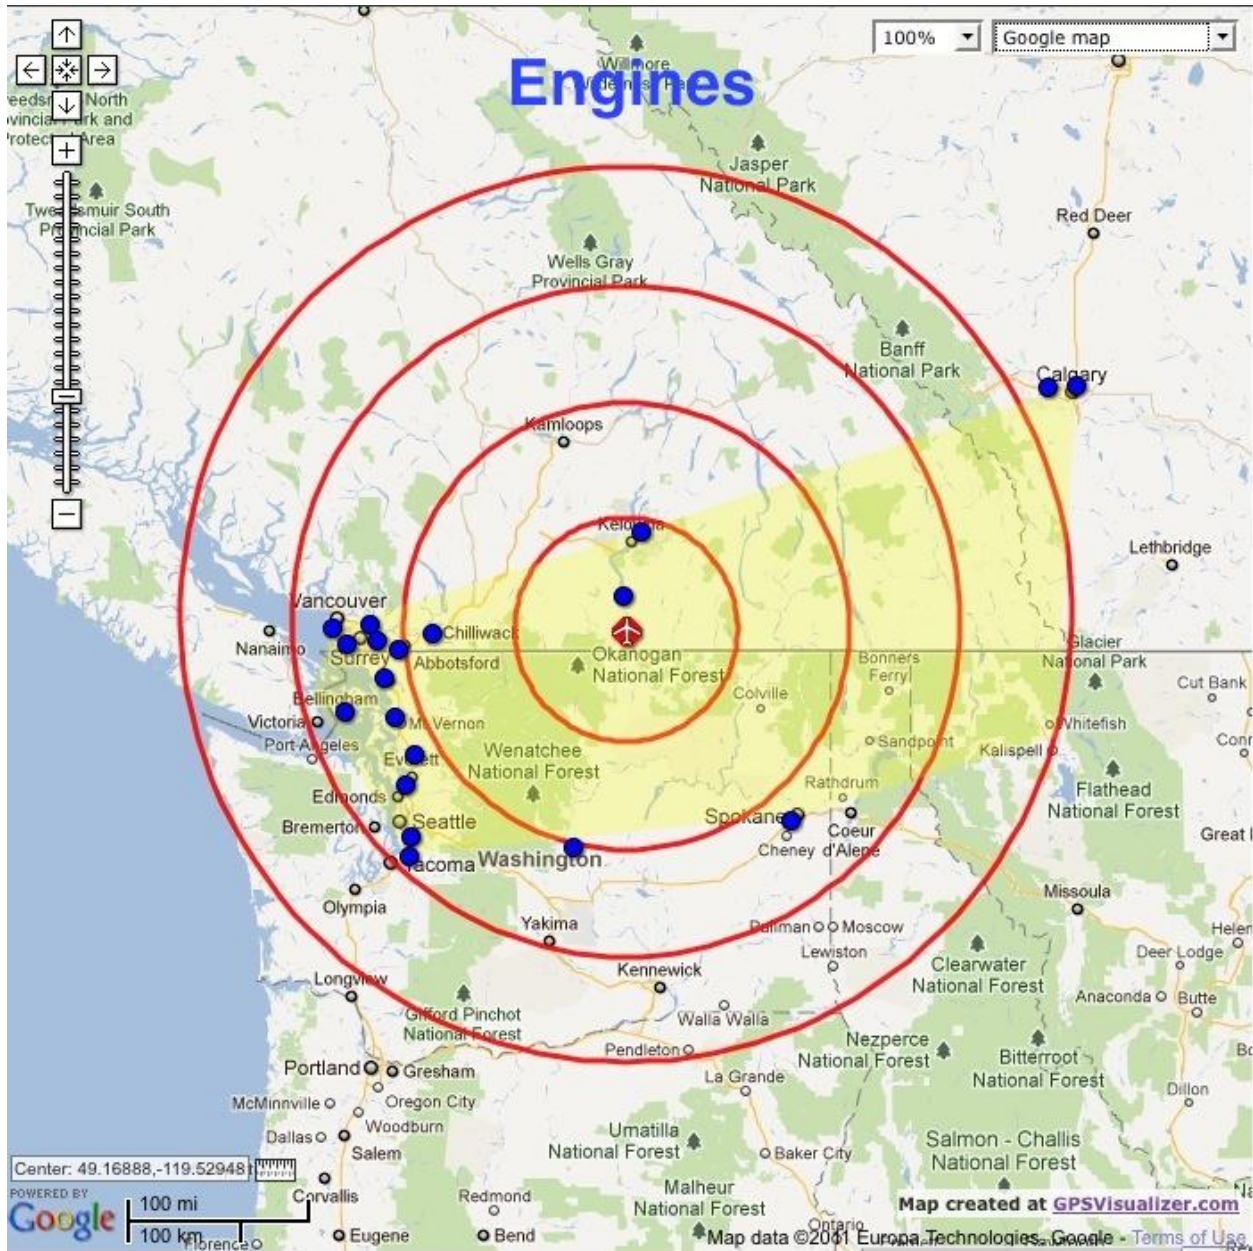 100%
Google map
Engines
Jasper
National Park
Red Deer
Wells Gray
Provincial Park
Banff
National Park
Calgary
Kamloops
Lethbridge
Vancouver
Chilliwack
Nanaimo
Surrey
Abbotsford
Okanogan
National Forest
Glacier
National Park
Bonners
Ferry
Cut Bank
Bellingham
Colville
Victoria
Mt Vernon
Whitefish
Port Angeles
Wenatchee
National Forest
Sandpoint
Kalispell
Edmonds
Rathdrum
Flathead
National Forest
Bremerton
Seattle
Spokane
Coeur
d'Alene
Cheney
Great
Washington
Tacoma
Missoula
Olympia
Yakima
Pullman
Moscow
Deer Lodge
Lewiston
Kennewick
Clearwater
National Forest
Longview
Anaconda
Butte
Gifford Pinchot
National Forest
Walla Walla
Nezperce
National Forest
Pendleton
Bitterroot
National Forest
Portland
Gresham
La Grande
Dillon
McMinnville
Oregon City
Woodburn
Dallas
Salem
Umatilla
National Forest
Salmon - Challis
National Forest
Baker City
Center: 49.16888,-119.52948
Corvallis
Redmond
Malheur
National Forest
POWERED BY
Google
100 mi
100 km
Map created at GPSVisualizer.com
Florence
Eugene
Bend
Ontario
Map data ©2011 Europa Technologies, Google - Terms of Use